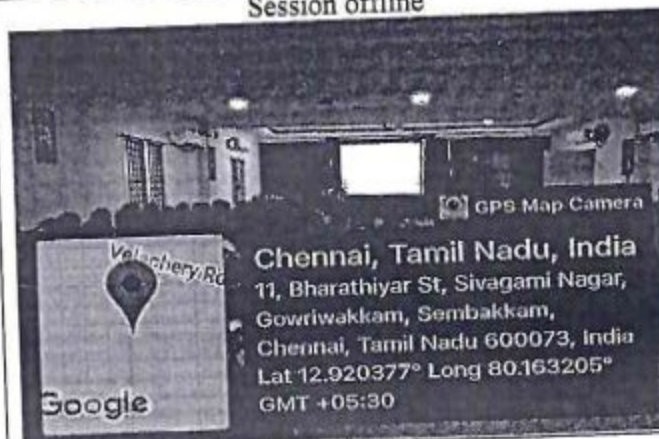 Session offline
GPS Map Camera
Velachery Rd
Chennai, Tamil Nadu, India
11, Bharathiyar St, Sivagami Nagar,
Gowriwakkam, Sembakkam,
Chennai, Tamil Nadu 600073, India
Lat 12.920377° Long 80.163205°
GMT +05:30
Google